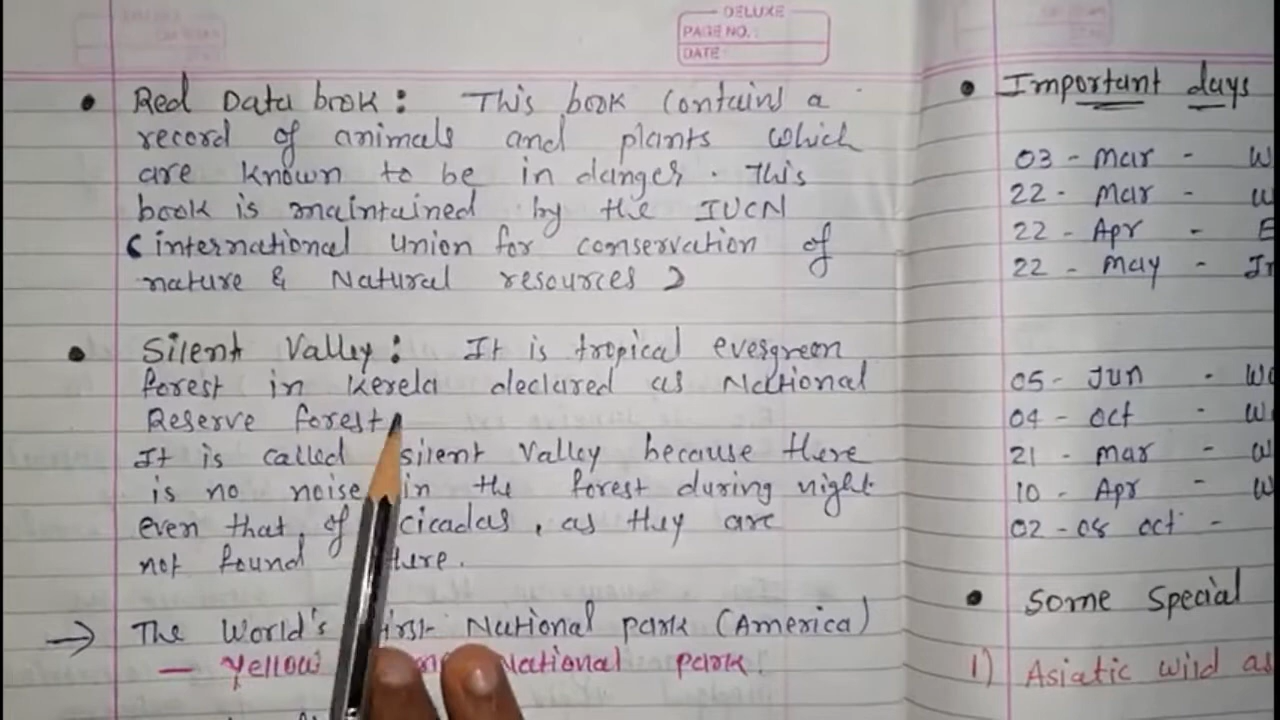 DELUXE
PAGE NO.:
DATE:
• Red Data book: This book contains a
record of animals and plants which
are known to be in danger. This
book is maintained by the IUCN
(international Union for conservation of
nature & Natural resources)
• Silent Valley: It is tropical evergreen
forest in Kerela declared as National
Reserve forest
It is called silent Valley because there
is no noise in the forest during night
even that of cicadas, as they are
not found here.
→ The World's first National park (America)
— Yellow National park.
• Important days
03 - Mar - W
22 - Mar - W
22 - Apr - E
22 - May - In
05 - Jun - Wo
04 - Oct - W
21 - Mar - W
10 - Apr - W
02-08 Oct -
• Some Special
1) Asiatic wild as